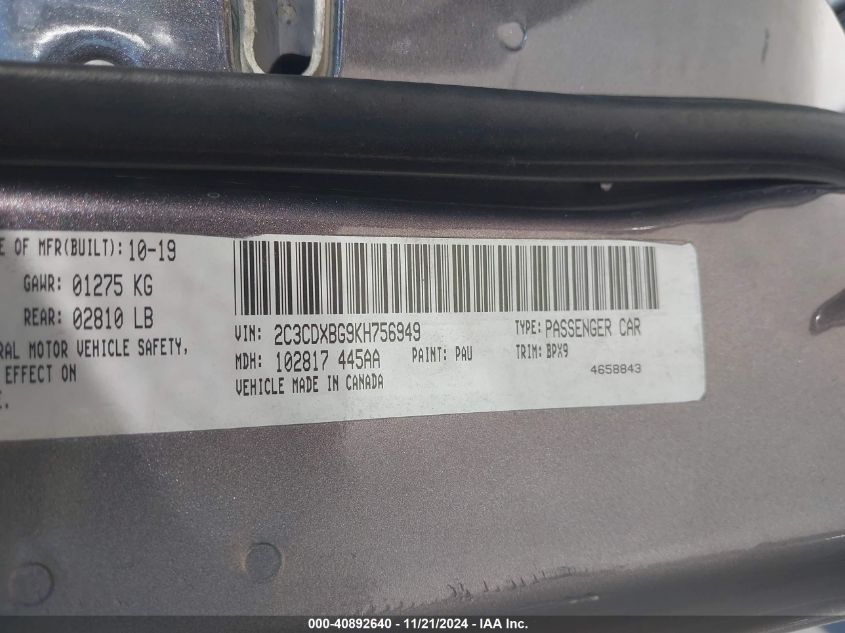 E OF MFR(BUILT): 10-19
GAWR: 01275 KG
REAR: 02810 LB
RAL MOTOR VEHICLE SAFETY,
EFFECT ON
E.
VIN: 2C3CDXBG9KH756949
TYPE: PASSENGER CAR
MDH: 102817 445AA
PAINT: PAU
TRIM: BPX9
VEHICLE MADE IN CANADA
4658843
000-40892640 - 11/21/2024 - IAA Inc.